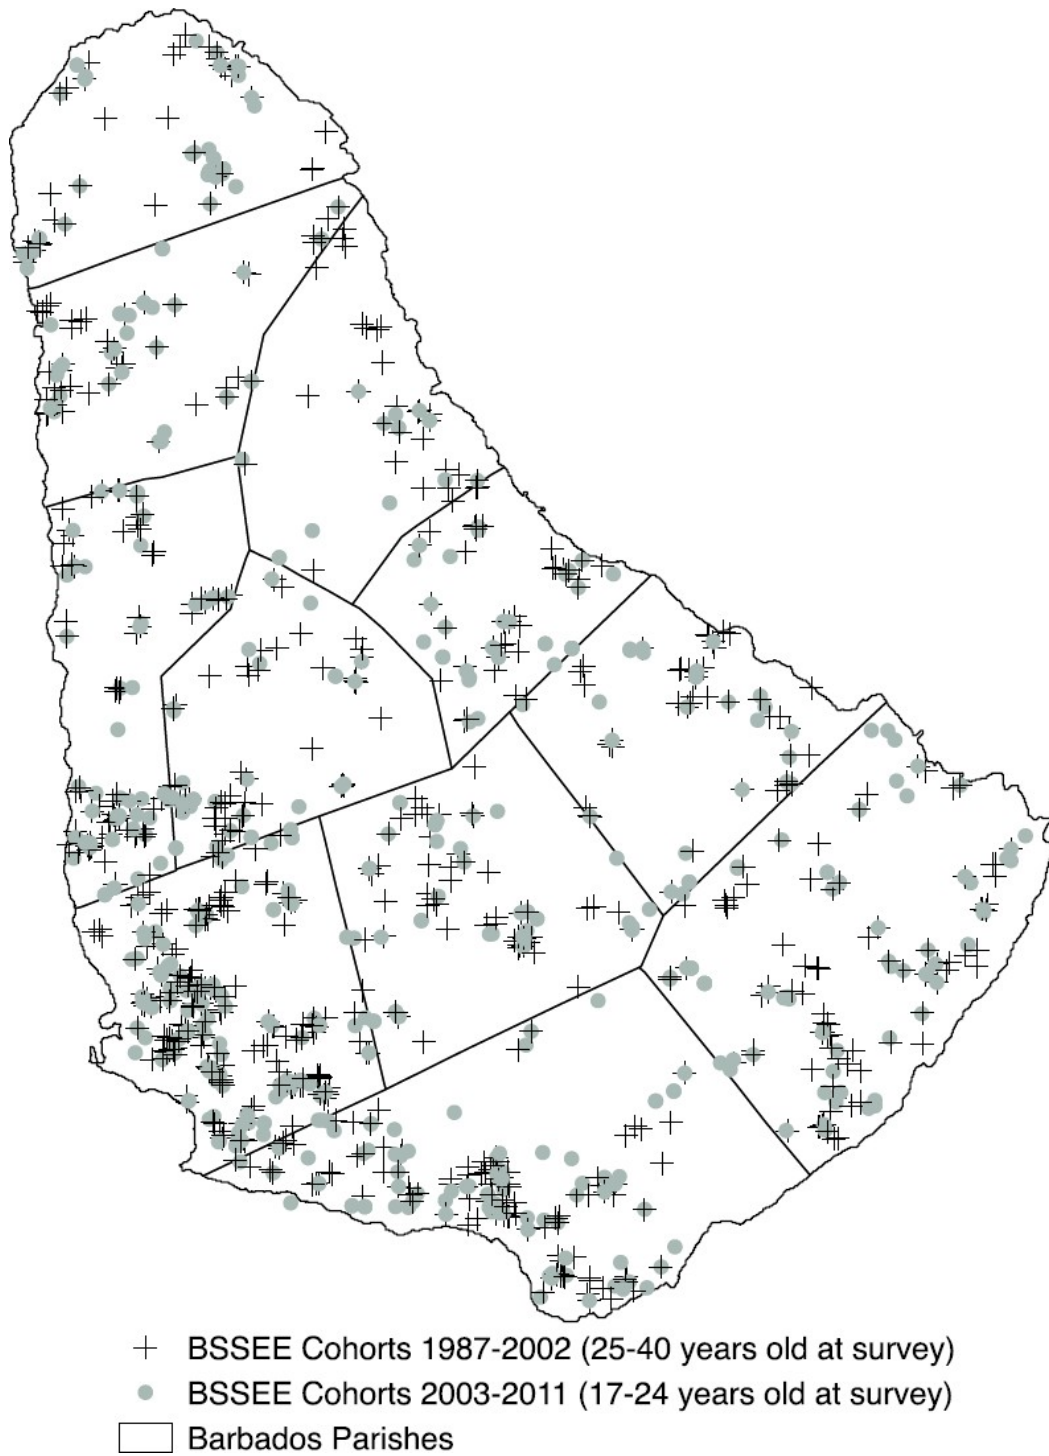 BSSEE Cohorts 1987-2002 (25-40 years old at survey)
BSSEE Cohorts 2003-2011 (17-24 years old at survey)
Barbados Parishes